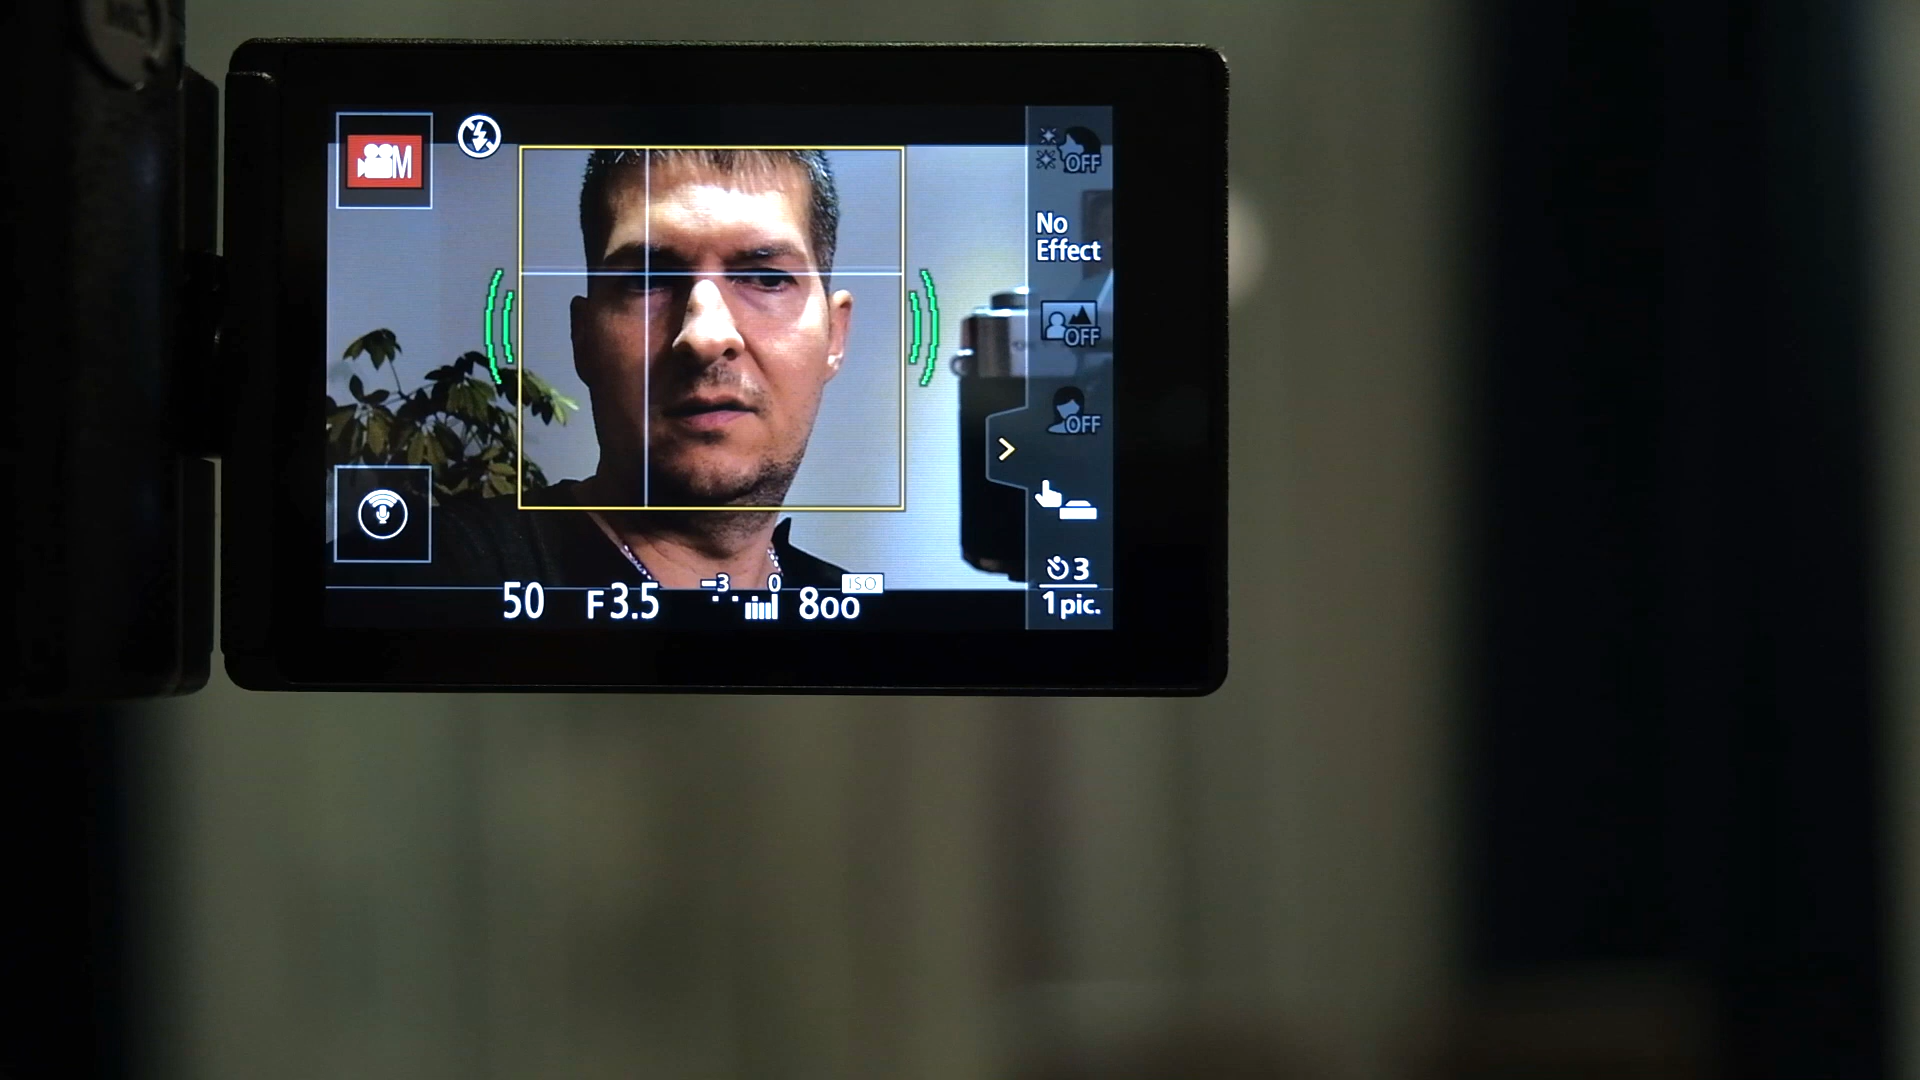 M
OFF
No
Effect
OFF
OFF
3
1 pic.
50 F3.5 -3 0 800 ISO